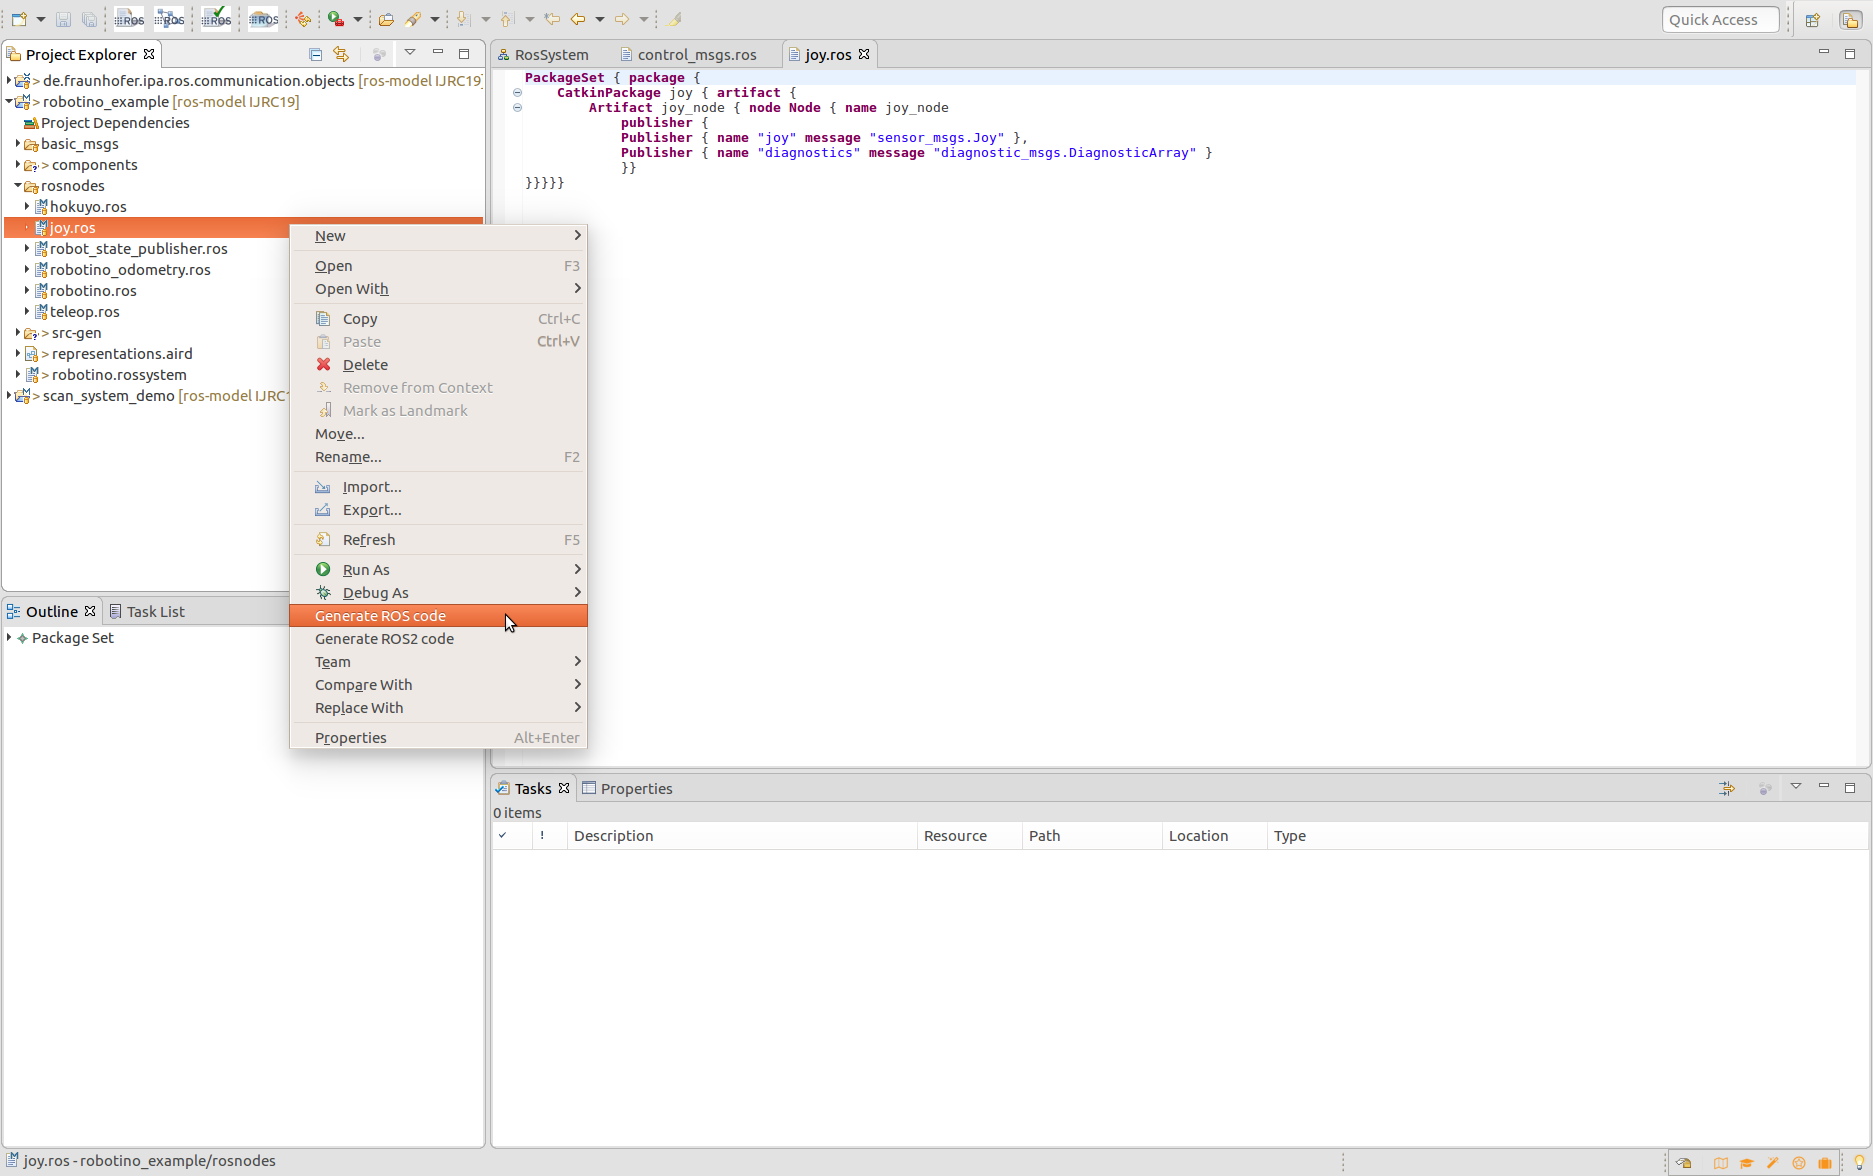 ROS
ROS
ROS
ROS
Quick Access
Project Explorer
> de.fraunhofer.ipa.ros.communication.objects [ros-model IJRC19]
> robotino_example [ros-model IJRC19]
Project Dependencies
basic_msgs
> components
rosnodes
hokuyo.ros
joy.ros
robot_state_publisher.ros
robotino_odometry.ros
robotino.ros
teleop.ros
> src-gen
> representations.aird
> robotino.rossystem
> scan_system_demo [ros-model IJRC1
New
Open F3
Open With
Copy Ctrl+C
Paste Ctrl+V
Delete
Remove from Context
Mark as Landmark
Move...
Rename... F2
Import...
Export...
Refresh F5
Run As
Debug As
Generate ROS code
Generate ROS2 code
Team
Compare With
Replace With
Properties Alt+Enter
RosSystem control_msgs.ros joy.ros
PackageSet { package {
CatkinPackage joy { artifact {
Artifact joy_node { node Node { name joy_node
publisher {
Publisher { name "joy" message "sensor_msgs.Joy" },
Publisher { name "diagnostics" message "diagnostic_msgs.DiagnosticArray" }
}}
}}}}}
Outline Task List
Package Set
Tasks Properties
0 items
! Description Resource Path Location Type
joy.ros - robotino_example/rosnodes